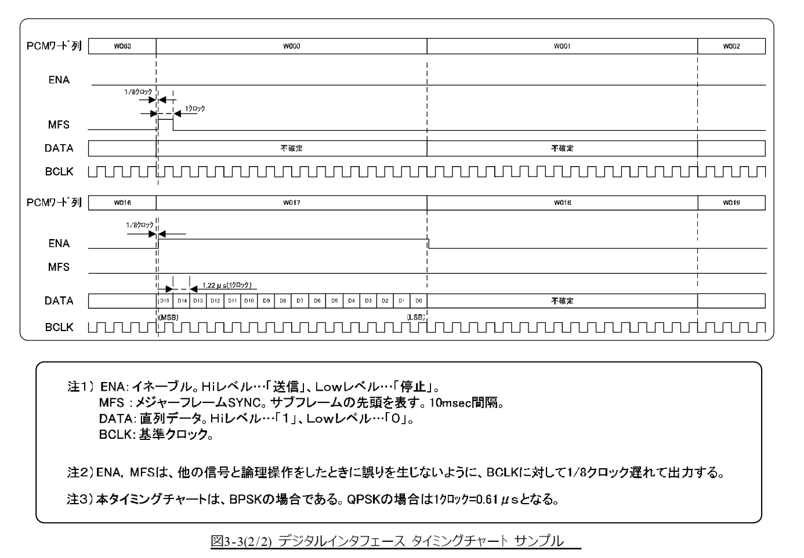 PCMワード列 W063 W000 W001 W002
ENA
1/8クロック
1クロック
MFS
DATA 不確定 不確定
BCLK
PCMワード列 W016 W017 W018 W019
1/8クロック
ENA
MFS
1.22μs(1クロック)
DATA D15 D14 D13 D12 D11 D10 D9 D8 D7 D6 D5 D4 D3 D2 D1 D0 不確定
(MSB) (LSB)
BCLK
注1) ENA:イネーブル。Hiレベル…「送信」、Lowレベル…「停止」。
MFS:メジャーフレームSYNC。サブフレームの先頭を表す。10msec間隔。
DATA:直列データ。Hiレベル…「1」、Lowレベル…「0」。
BCLK:基準クロック。
注2)ENA, MFSは、他の信号と論理操作をしたときに誤りを生じないように、BCLKに対して1/8クロック遅れて出力する。
注3)本タイミングチャートは、BPSKの場合である。QPSKの場合は1クロック=0.61μsとなる。
図3-3(2/2) デジタルインタフェース タイミングチャート サンプル